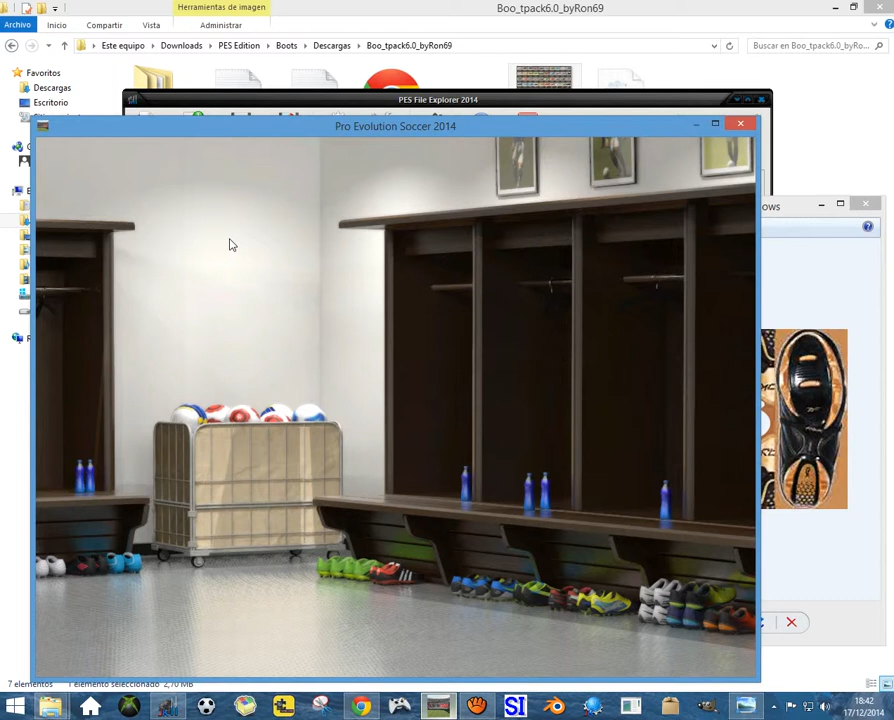 Herramientas de imagen
Boo_tpack6.0_byRon69
Archivo
Inicio
Compartir
Vista
Administrar
Este equipo
Downloads
PES Edition
Boots
Descargas
Boo_tpack6.0_byRon69
Buscar en Boo_tpack6.0_byRo...
Favoritos
Descargas
Escritorio
PES File Explorer 2014
Pro Evolution Soccer 2014
ows
7 elementos
1 elemento seleccionado 2,70 MB
SI
18:42
17/12/2014